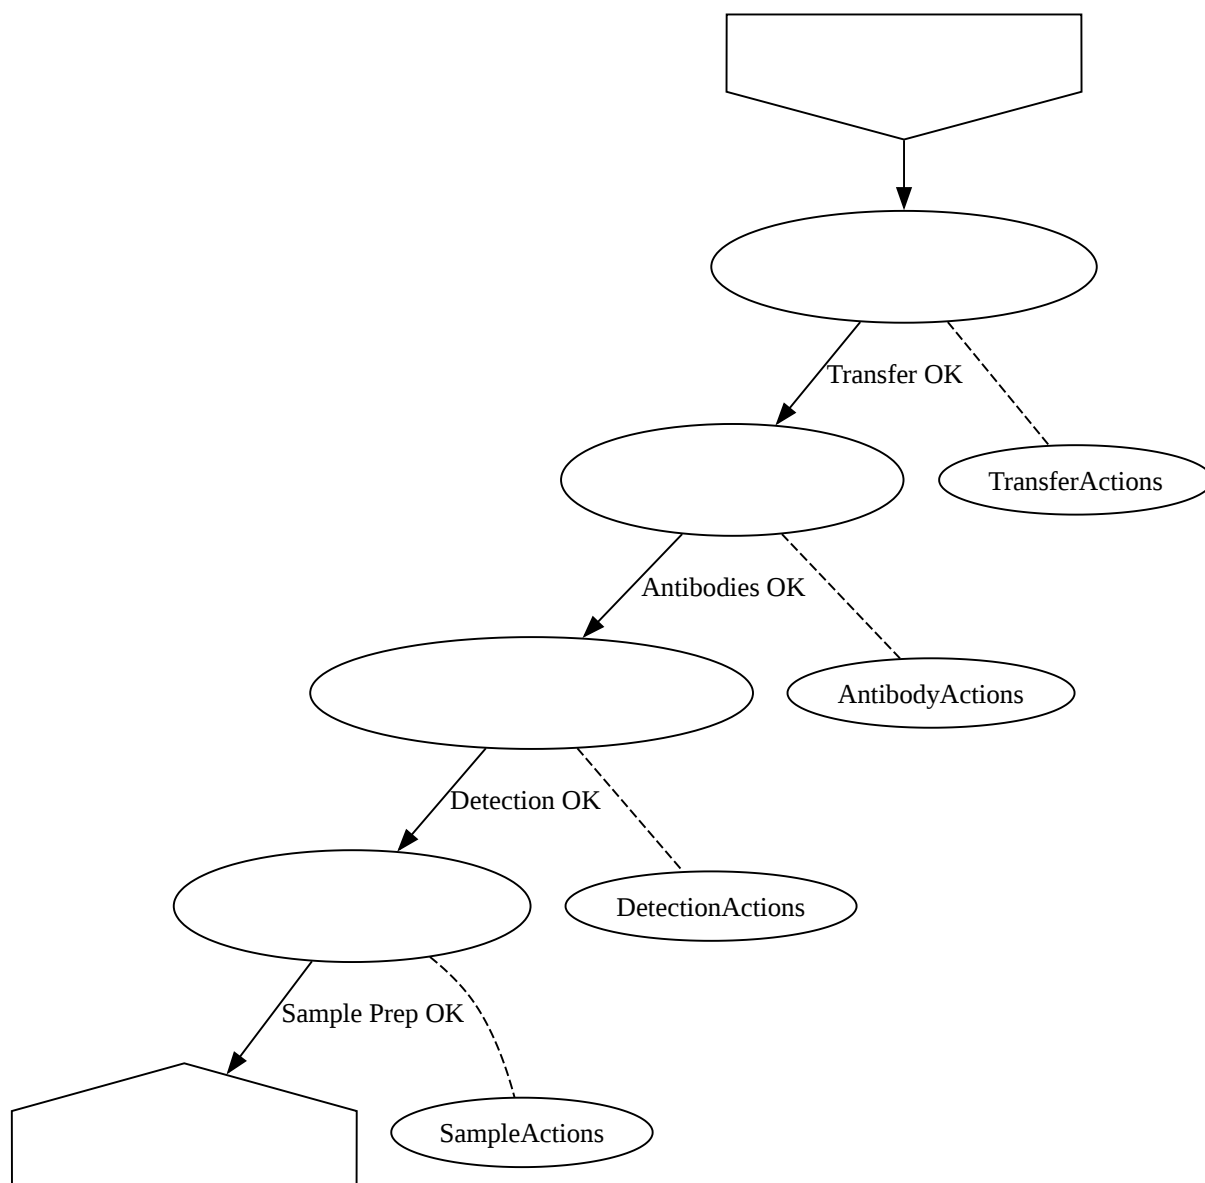 Transfer OK
TransferActions
Antibodies OK
AntibodyActions
Detection OK
DetectionActions
Sample Prep OK
SampleActions